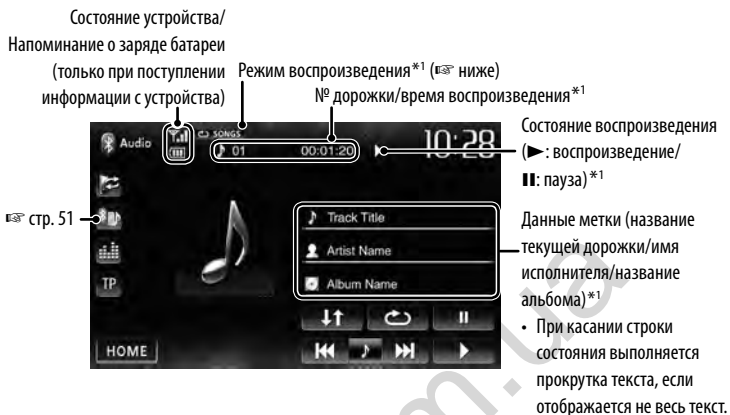 Состояние устройства/
Напоминание о заряде батареи
(только при поступлении
информации с устройства)
Режим воспроизведения*1 (☞ ниже)
№ дорожки/время воспроизведения*1
Состояние воспроизведения
(►: воспроизведение/
II: пауза)*1
☞ стр. 51
Audio
SONGS
01 00:01:20
10:28
Track Title
Artist Name
Album Name
TP
HOME
Данные метки (название
текущей дорожки/имя
исполнителя/название
альбома)*1
• При касании строки
состояния выполняется
прокрутка текста, если
отображается не весь текст.
m.ua